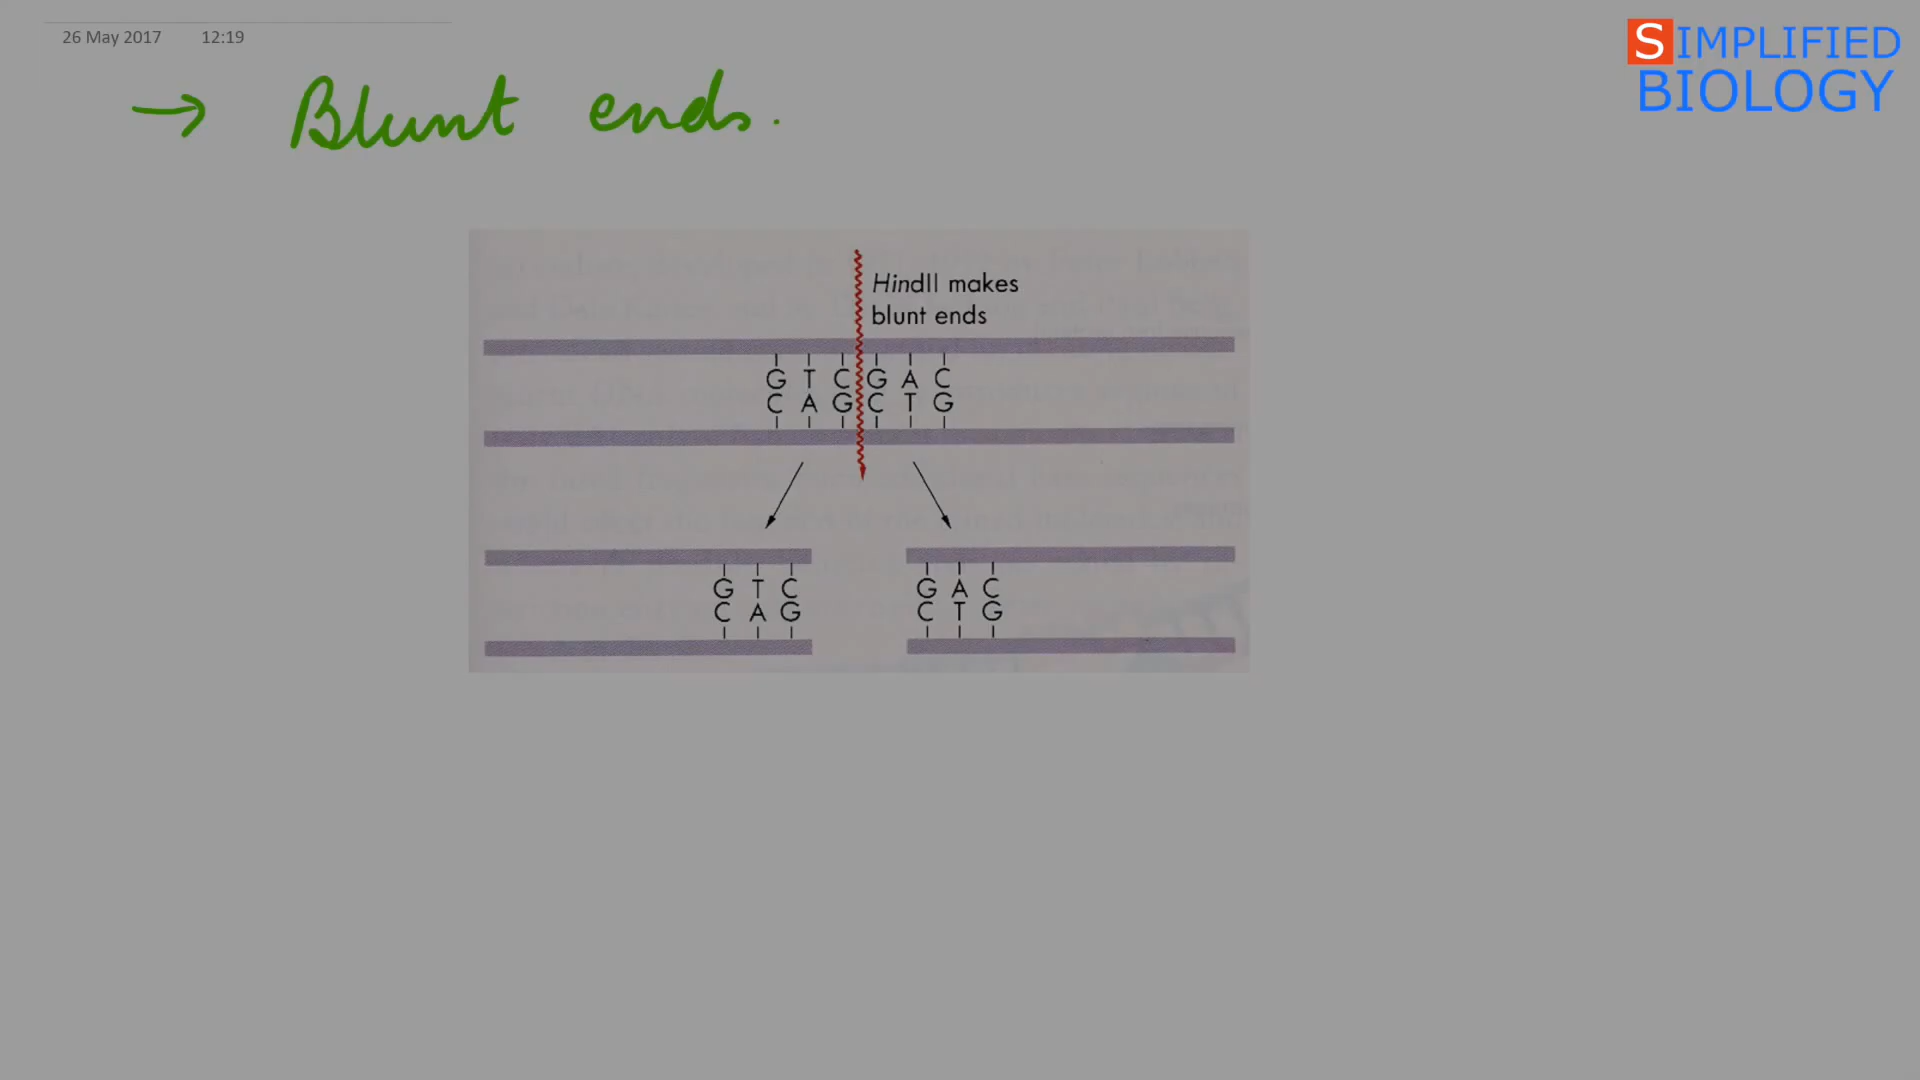 26 May 2017 12:19
SIMPLIFIED
BIOLOGY
→ Blunt ends.
HindII makes
blunt ends
G T C G A C
C A G C T G
G T C G A C
C A G C T G